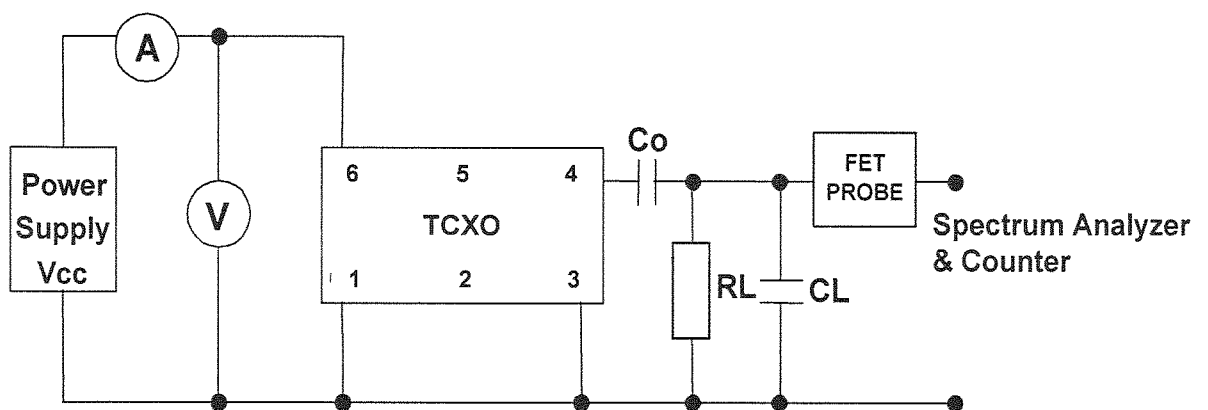 A
Co
Power
Supply
Vcc
V
6 5 4
TCXO
1 2 3
FET
PROBE
RL
CL
Spectrum Analyzer
& Counter